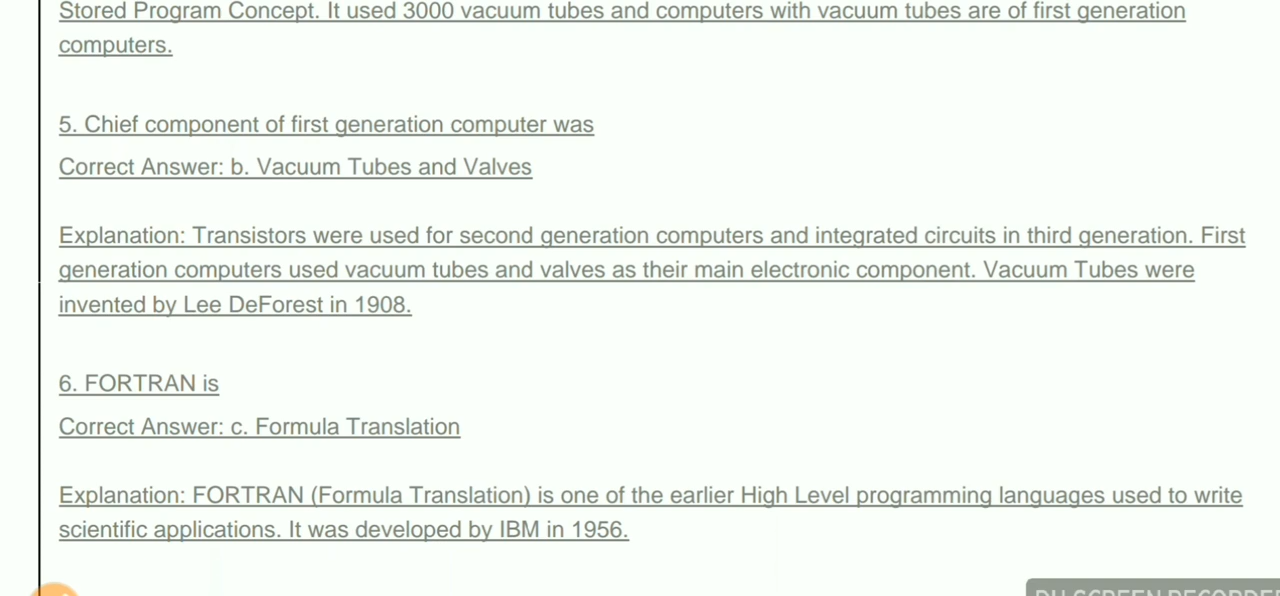 Stored Program Concept. It used 3000 vacuum tubes and computers with vacuum tubes are of first generation
computers.
5. Chief component of first generation computer was
Correct Answer: b. Vacuum Tubes and Valves
Explanation: Transistors were used for second generation computers and integrated circuits in third generation. First
generation computers used vacuum tubes and valves as their main electronic component. Vacuum Tubes were
invented by Lee DeForest in 1908.
6. FORTRAN is
Correct Answer: c. Formula Translation
Explanation: FORTRAN (Formula Translation) is one of the earlier High Level programming languages used to write
scientific applications. It was developed by IBM in 1956.
DU SCREEN RECORDER